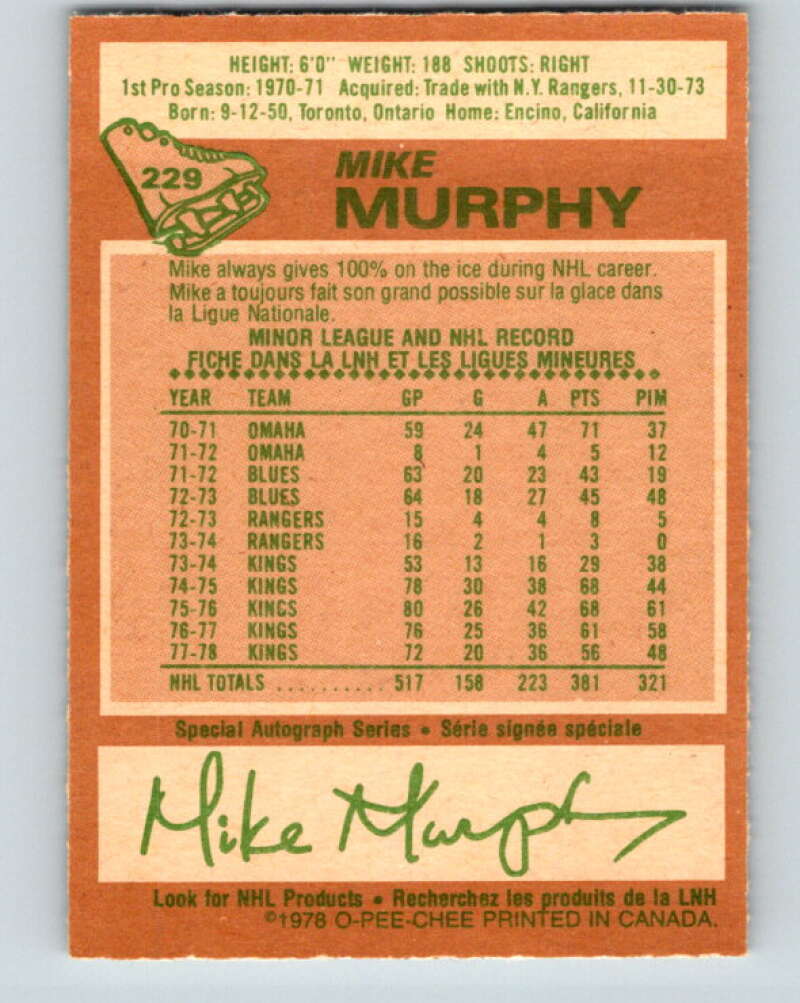 HEIGHT: 6'0" WEIGHT: 188 SHOOTS: RIGHT
1st Pro Season: 1970-71 Acquired: Trade with N.Y. Rangers, 11-30-73
Born: 9-12-50, Toronto, Ontario Home: Encino, California
229
MIKE
MURPHY
Mike always gives 100% on the ice during NHL career.
Mike a toujours fait son grand possible sur la glace dans
la Ligue Nationale.
MINOR LEAGUE AND NHL RECORD
FICHE DANS LA LNH ET LES LIGUES MINEURES
YEAR TEAM GP G A PTS PIM
70-71 OMAHA 59 24 47 71 37
71-72 OMAHA 8 1 4 5 12
71-72 BLUES 63 20 23 43 19
72-73 BLUES 64 18 27 45 48
72-73 RANGERS 15 4 4 8 5
73-74 RANGERS 16 2 1 3 0
73-74 KINGS 53 13 16 29 38
74-75 KINGS 78 30 38 68 44
75-76 KINGS 80 26 42 68 61
76-77 KINGS 76 25 36 61 58
77-78 KINGS 72 20 36 56 48
NHL TOTALS .......... 517 158 223 381 321
Special Autograph Series • Série signée spéciale
Mike Murphy
Look for NHL Products • Recherchez les produits de la LNH
©1978 O-PEE-CHEE PRINTED IN CANADA.